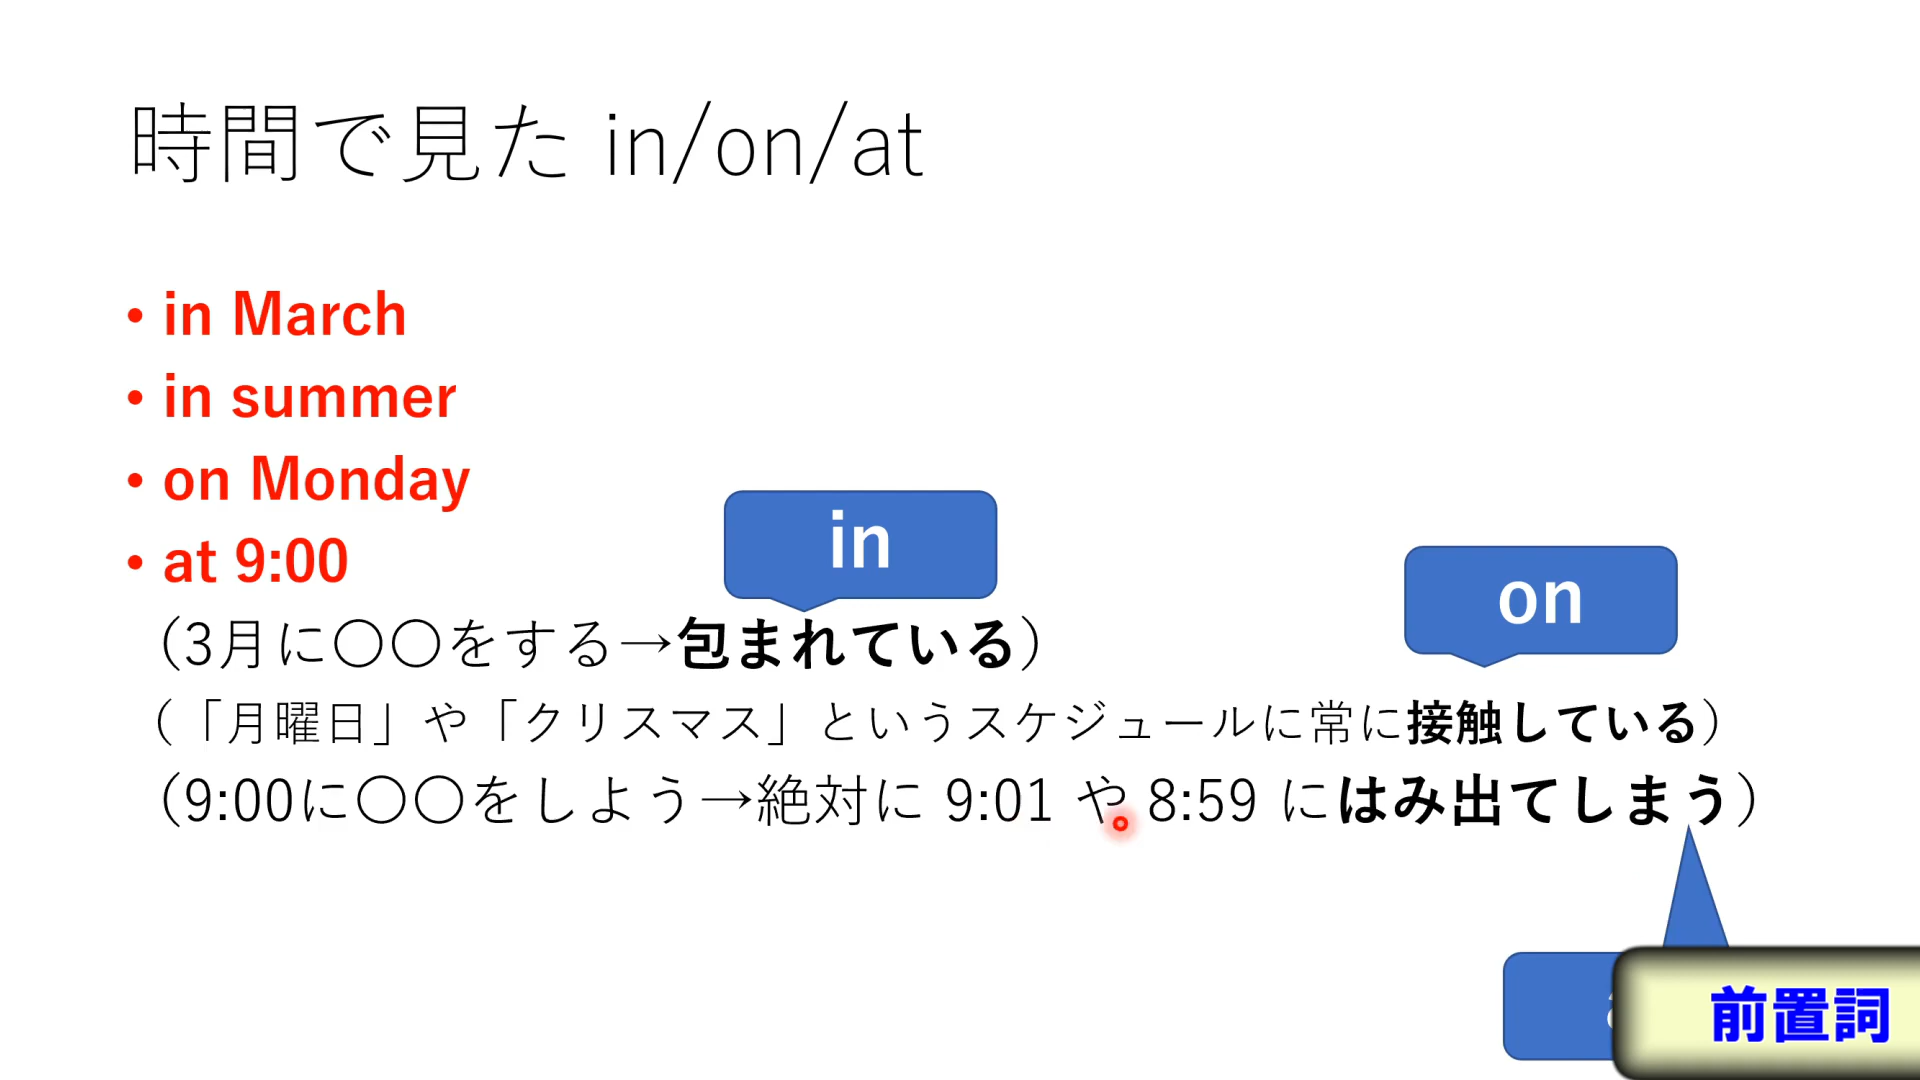 時間で見た in/on/at
• in March
• in summer
• on Monday
• at 9:00
in
on
（3月に〇〇をする→包まれている）
（「月曜日」や「クリスマス」というスケジュールに常に接触している）
（9:00に〇〇をしよう→絶対に 9:01 や 8:59 にはみ出てしまう）
前置詞